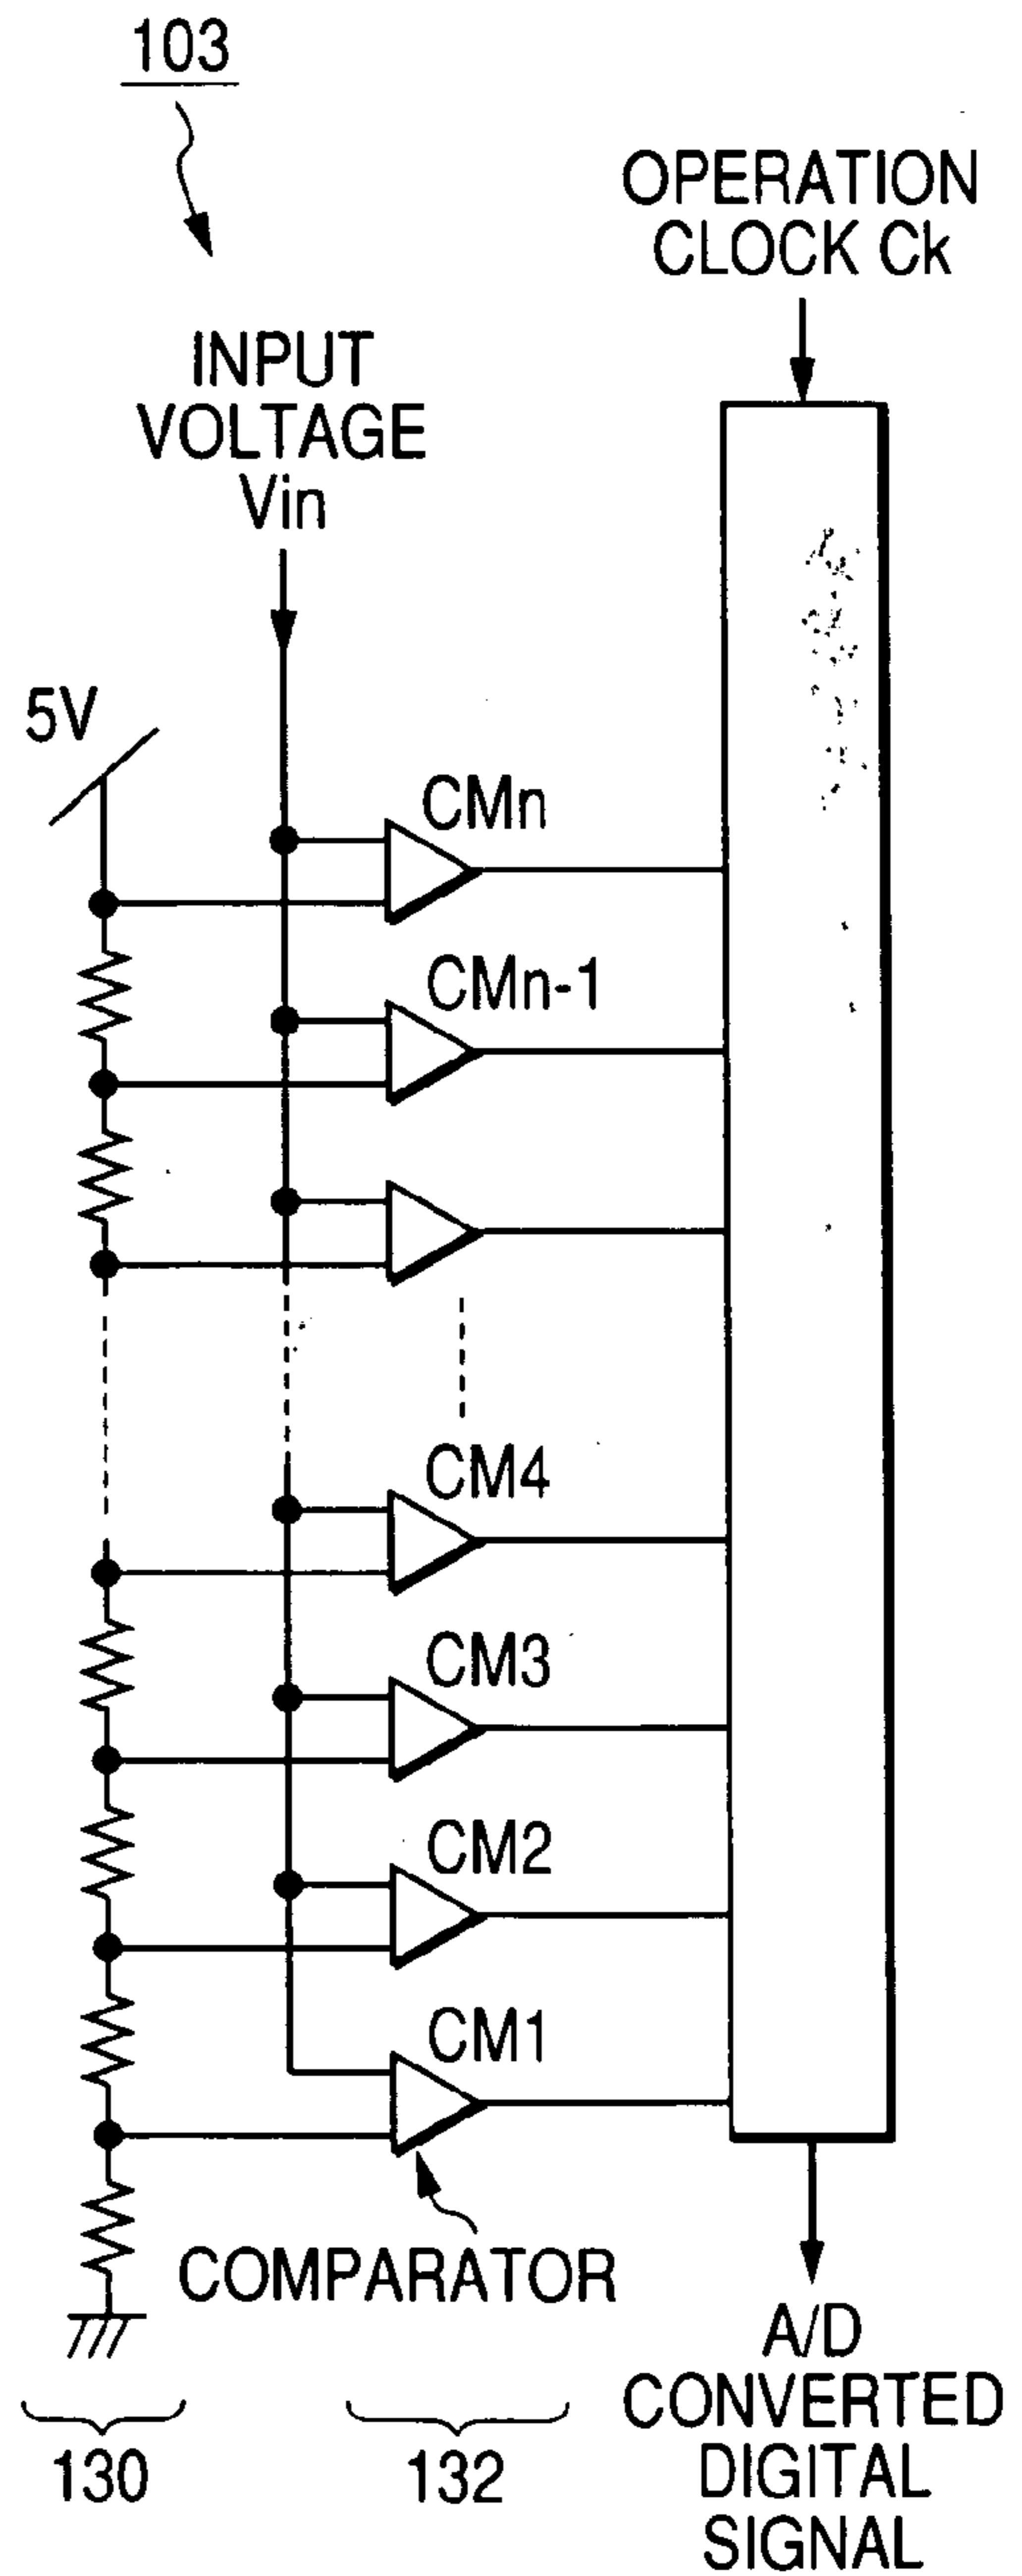 103
OPERATION
CLOCK Ck
INPUT
VOLTAGE
Vin
5V
CMn
CMn-1
CM4
CM3
CM2
CM1
COMPARATOR
A/D
CONVERTED
DIGITAL
SIGNAL
130
132